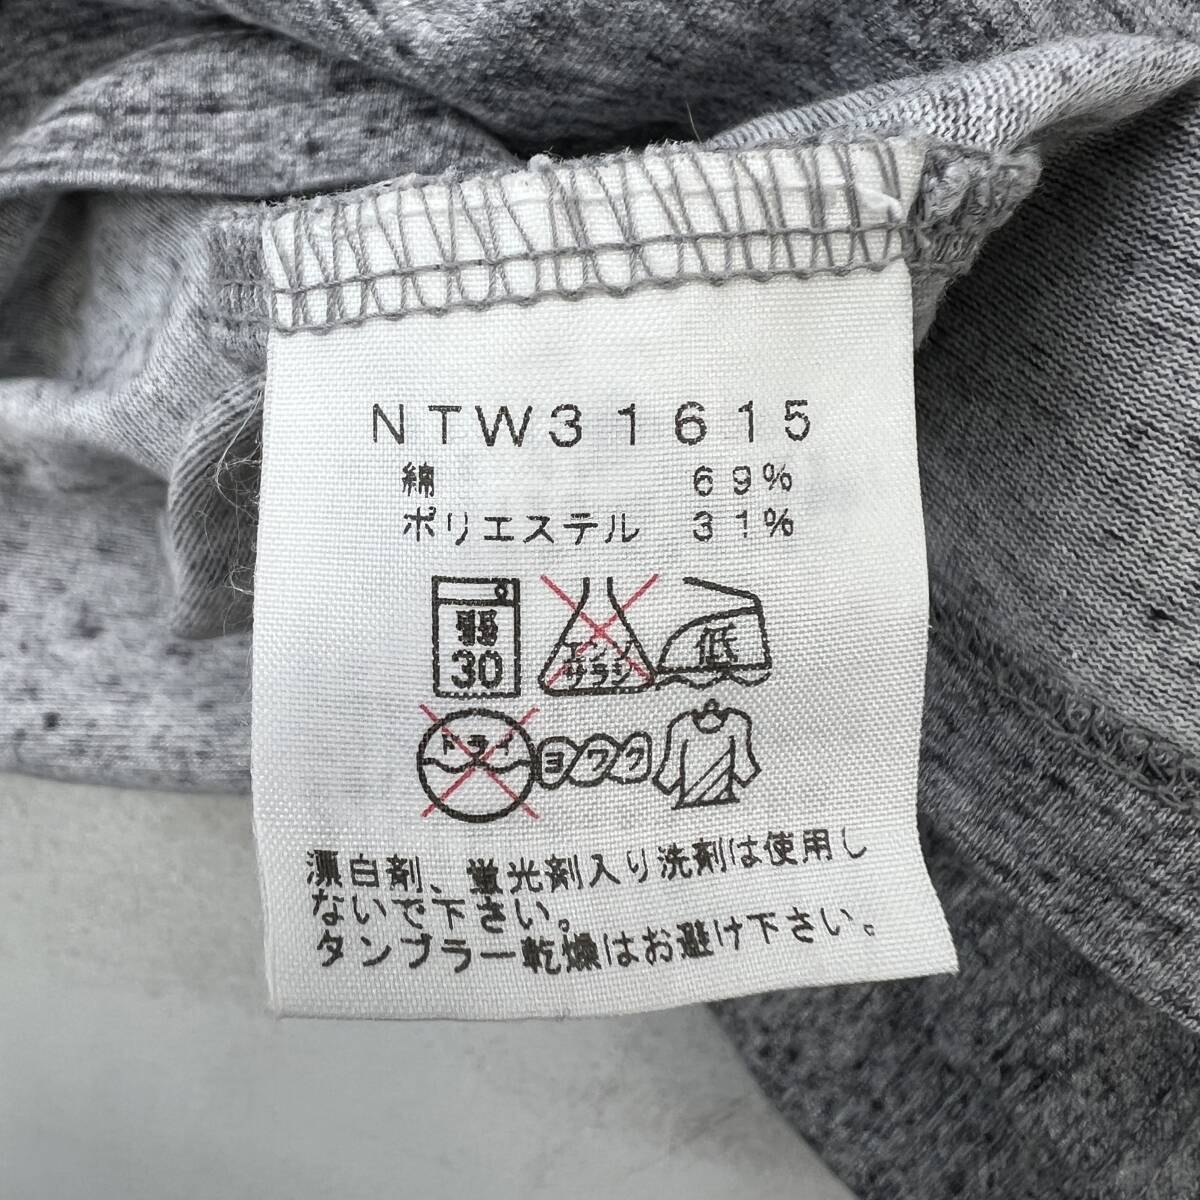 NTW31615
綿 69%
ポリエステル 31%
弱
30
エンソ
サラシ
低
ドライ
ヨワク
漂白剤、蛍光剤入り洗剤は使用し
ないで下さい。
タンブラー乾燥はお避け下さい。